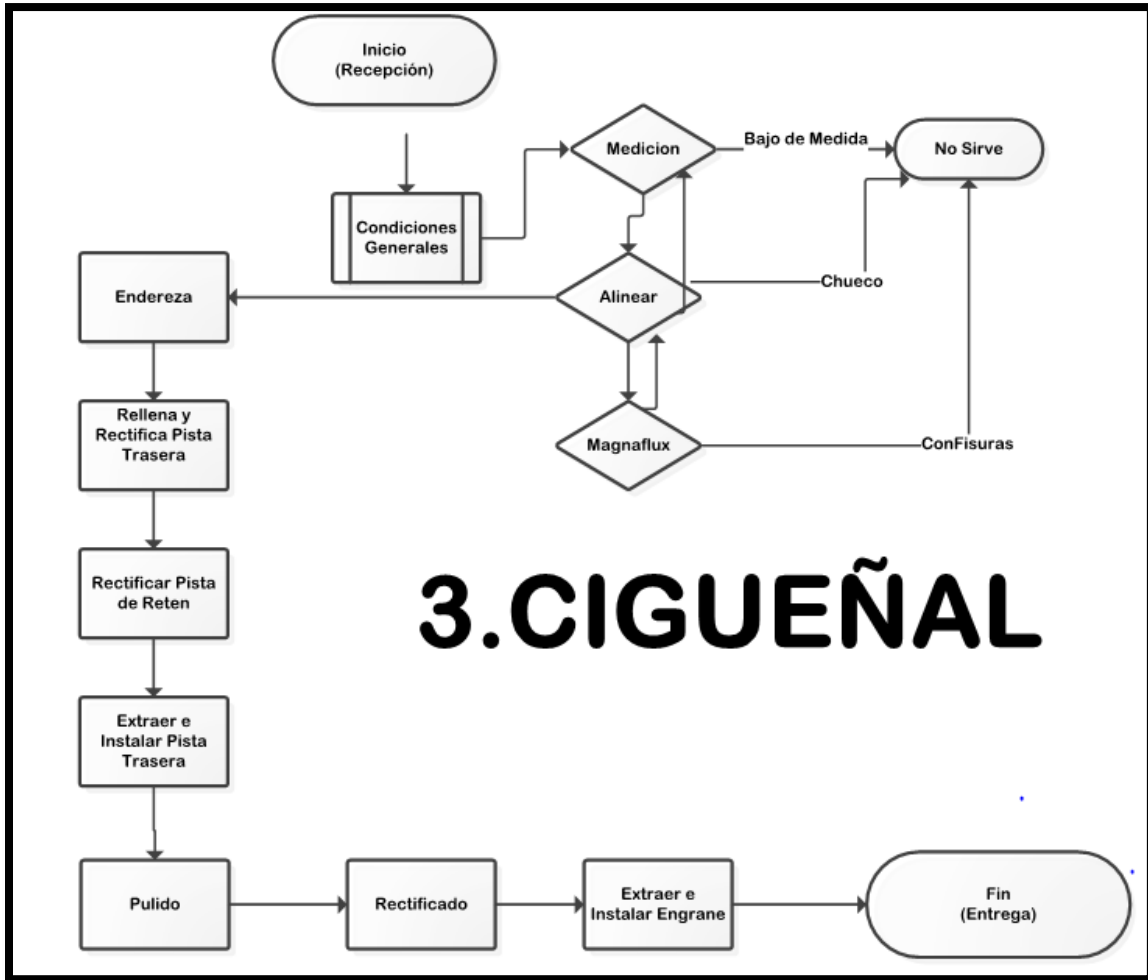 Inicio
(Recepción)
Medicion
Bajo de Medida
No Sirve
Condiciones
Generales
Chueco
Endereza
Alinear
Rellena y
Rectifica Pista
Trasera
Magnaflux
ConFisuras
Rectificar Pista
de Reten
3.CIGUEÑAL
Extraer e
Instalar Pista
Trasera
Pulido
Rectificado
Extraer e
Instalar Engrane
Fin
(Entrega)